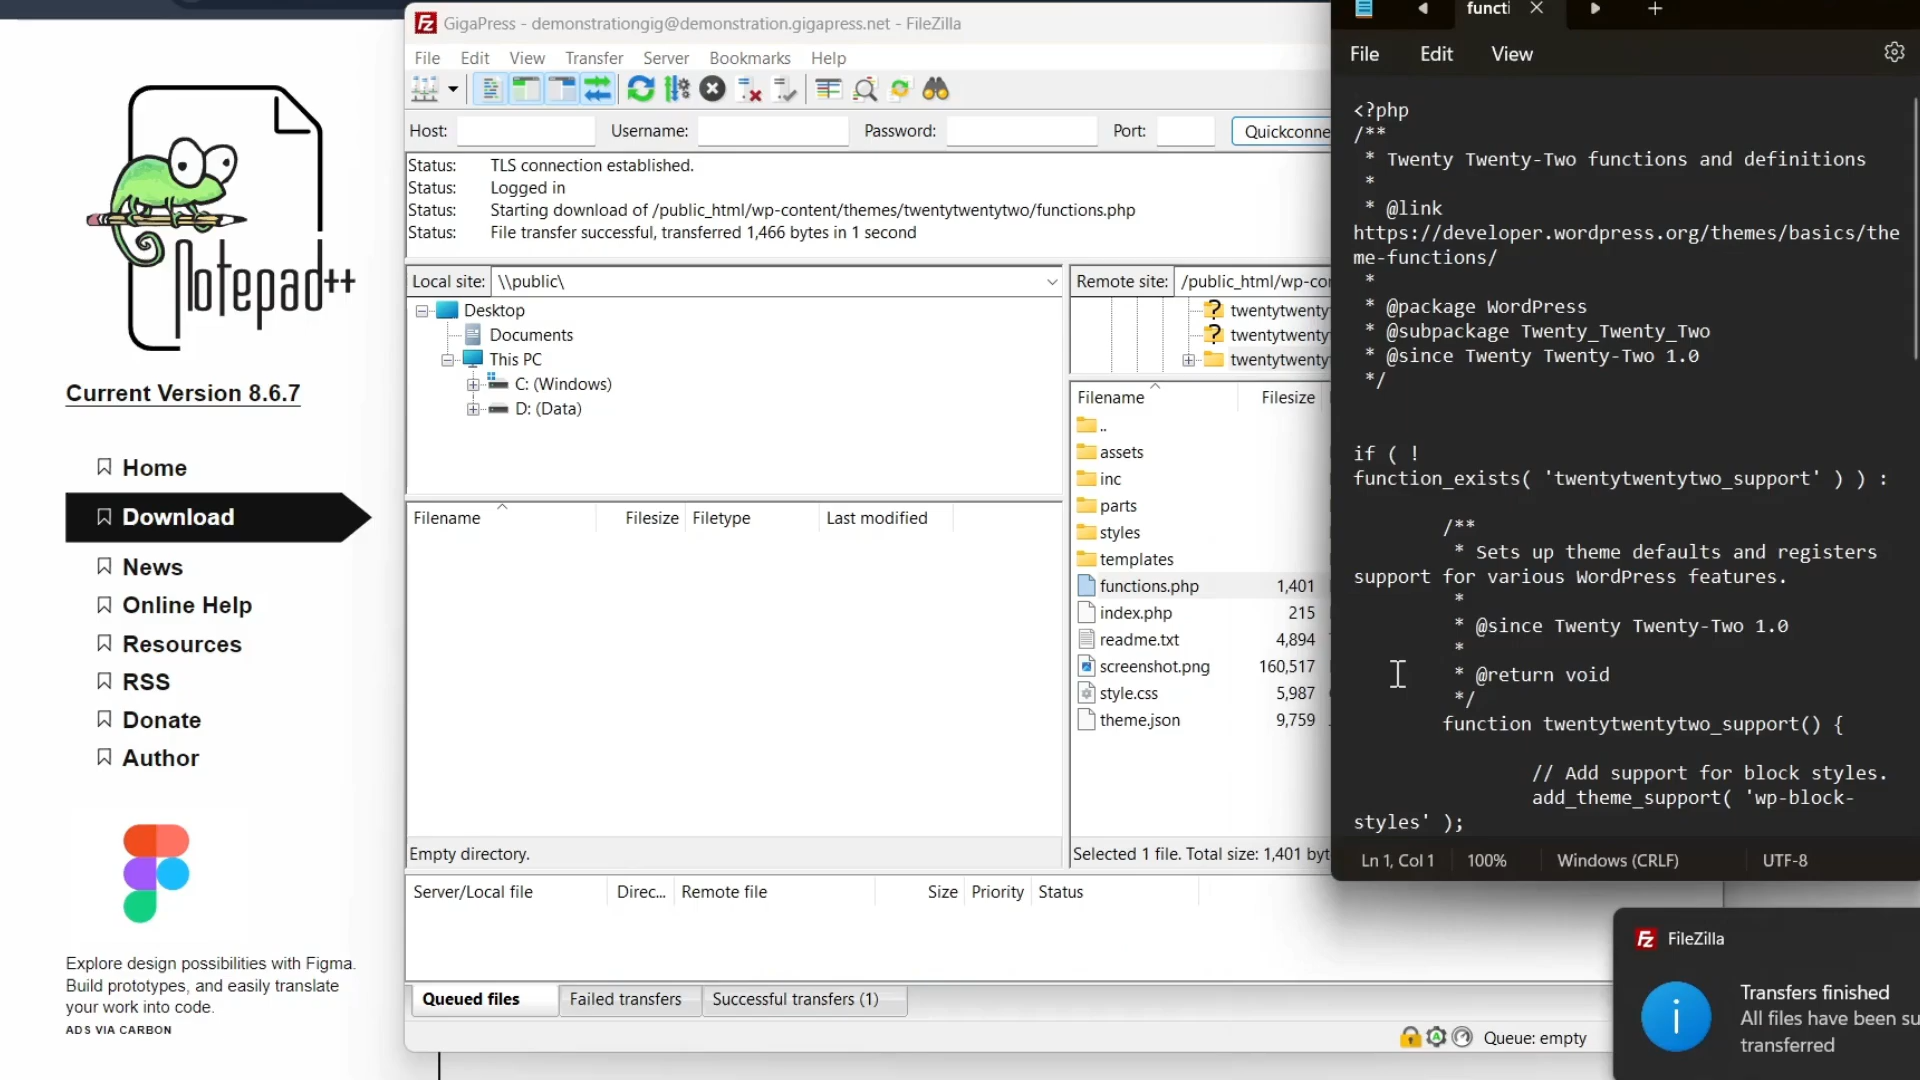 Notepad++
Current Version 8.6.7
Home
Download
News
Online Help
Resources
RSS
Donate
Author
Explore design possibilities with Figma.
Build prototypes, and easily translate
your work into code.
ADS VIA CARBON
GigaPress - demonstrationgig@demonstration.gigapress.net - FileZilla
File Edit View Transfer Server Bookmarks Help
Host: Username: Password: Port: Quickconne
Status: TLS connection established.
Status: Logged in
Status: Starting download of /public_html/wp-content/themes/twentytwentytwo/functions.php
Status: File transfer successful, transferred 1,466 bytes in 1 second
Local site: \\public\
Desktop
Documents
This PC
C: (Windows)
D: (Data)
Filename Filesize Filetype Last modified
Empty directory.
Remote site: /public_html/wp-cor
twentytwenty
twentytwenty
twentytwenty
Filename Filesize
..
assets
inc
parts
styles
templates
functions.php 1,401
index.php 215
readme.txt 4,894
screenshot.png 160,517
style.css 5,987
theme.json 9,759
Selected 1 file. Total size: 1,401 byt
Server/Local file Direc... Remote file Size Priority Status
Queued files Failed transfers Successful transfers (1)
Queue: empty
functi
File Edit View
<?php
/**
* Twenty Twenty-Two functions and definitions
*
* @link
https://developer.wordpress.org/themes/basics/the
me-functions/
*
* @package WordPress
* @subpackage Twenty_Twenty_Two
* @since Twenty Twenty-Two 1.0
*/
if ( !
function_exists( 'twentytwentytwo_support' ) ) :
/**
* Sets up theme defaults and registers
support for various WordPress features.
*
* @since Twenty Twenty-Two 1.0
*
* @return void
*/
function twentytwentytwo_support() {
// Add support for block styles.
add_theme_support( 'wp-block-
styles' );
Ln 1, Col 1 100% Windows (CRLF) UTF-8
FileZilla
Transfers finished
All files have been su
transferred